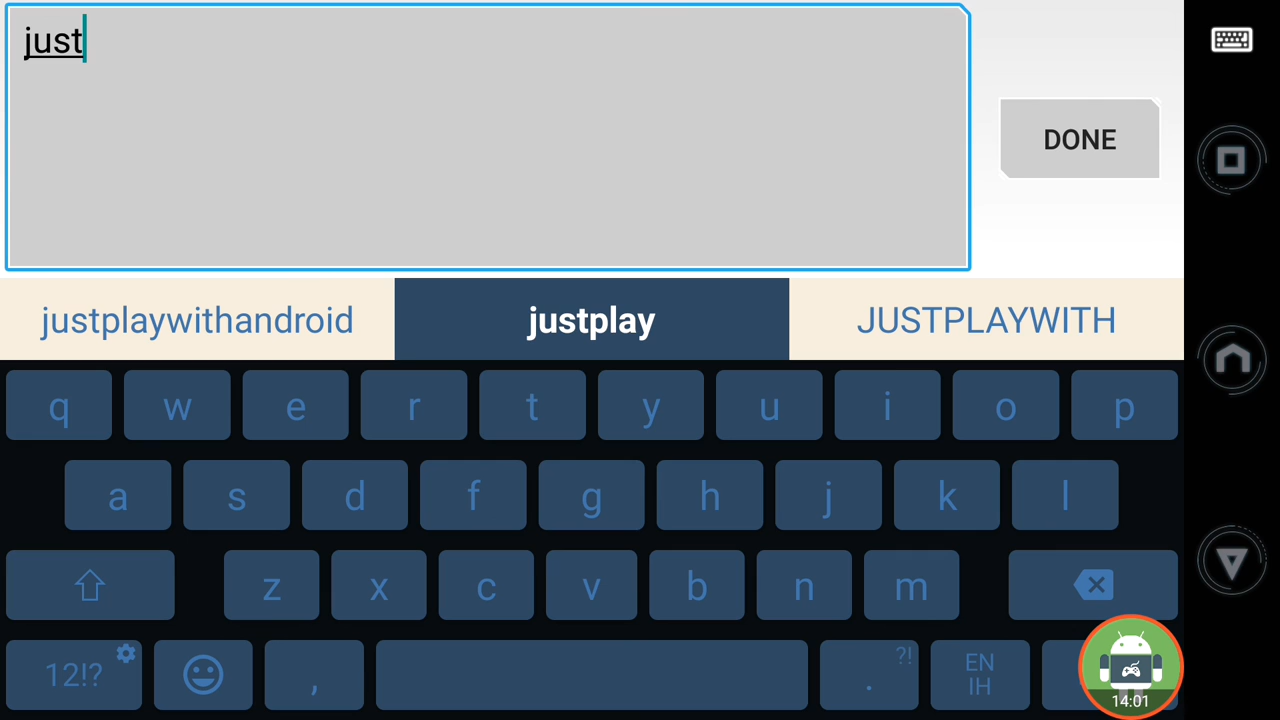 just
DONE
justplaywithandroid justplay JUSTPLAYWITH
q w e r t y u i o p
a s d f g h j k l
z x c v b n m
12!? , . ?! EN
IH
14:01